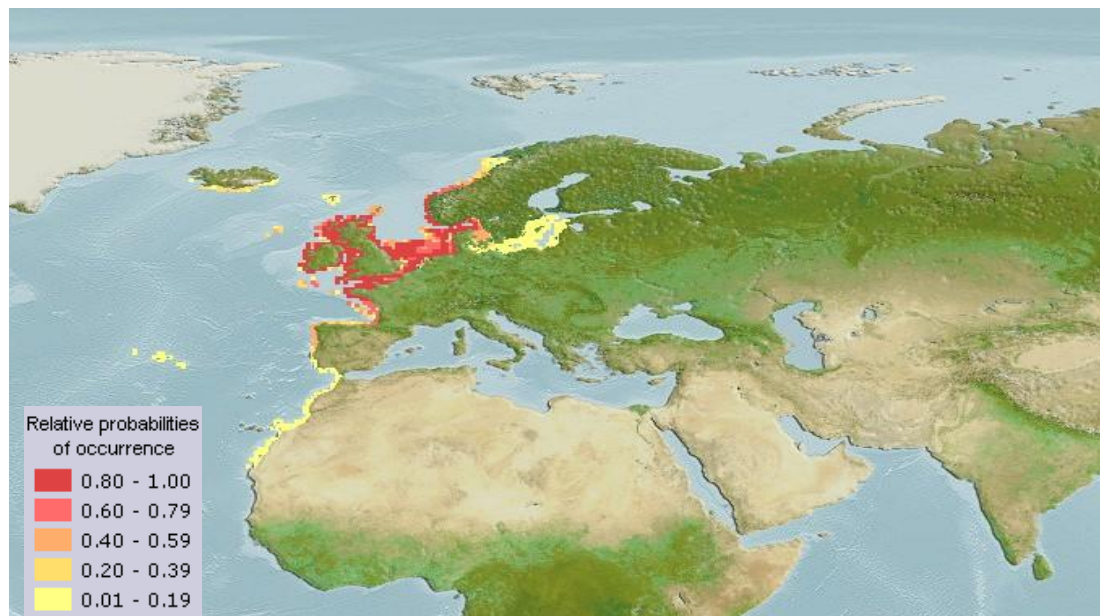 Relative probabilities
of occurrence
0.80 - 1.00
0.60 - 0.79
0.40 - 0.59
0.20 - 0.39
0.01 - 0.19